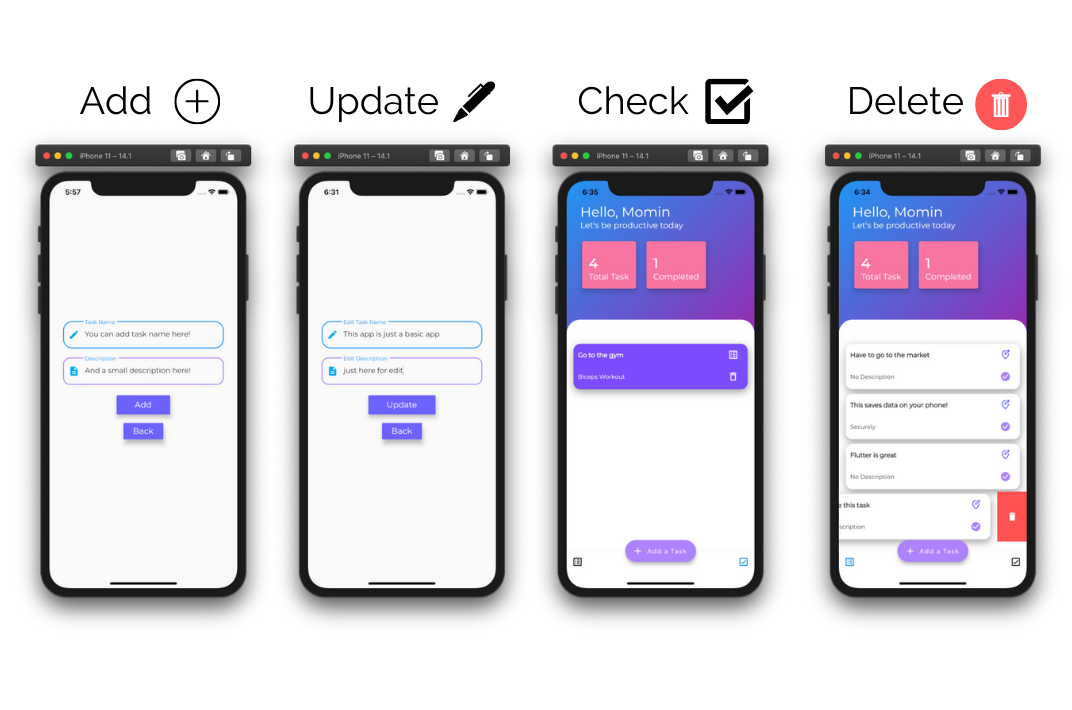 Add
Update
Check
Delete
iPhone 11 – 14.1
5:57
Task Name
You can add task name here!
Description
And a small description here!
Add
Back
iPhone 11 – 14.1
6:31
Edit Task Name
This app is just a basic app
Edit Description
just here for edit
Update
Back
iPhone 11 – 14.1
6:35
Hello, Momin
Let's be productive today
4
Total Task
1
Completed
Go to the gym
Biceps Workout
+ Add a Task
iPhone 11 – 14.1
6:34
Hello, Momin
Let's be productive today
4
Total Task
1
Completed
Have to go to the market
No Description
This saves data on your phone!
Securely
Flutter is great
No Description
e this task
scription
+ Add a Task